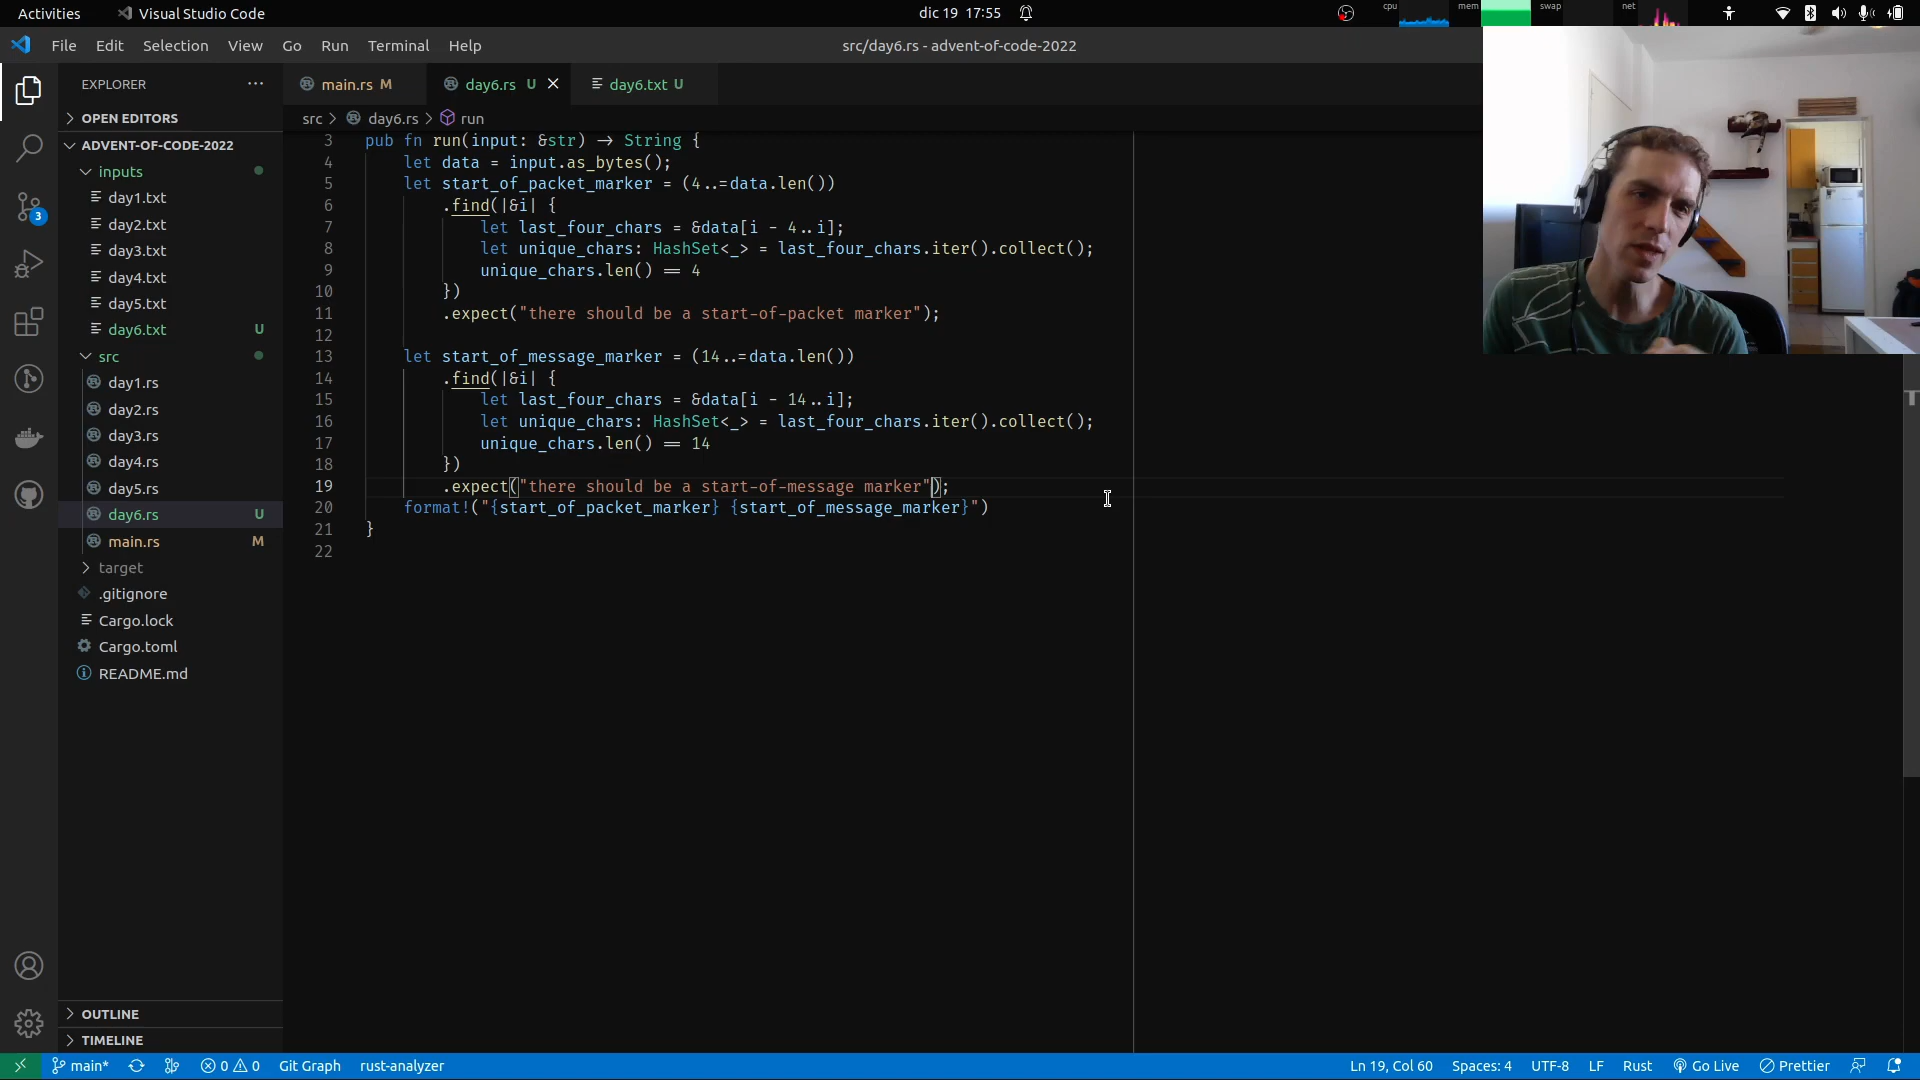 Activities
Visual Studio Code
dic 19 17:55
cpu
mem
swap
net
File Edit Selection View Go Run Terminal Help
src/day6.rs - advent-of-code-2022
EXPLORER
main.rs M
day6.rs U
day6.txt U
OPEN EDITORS
ADVENT-OF-CODE-2022
inputs
day1.txt
day2.txt
day3.txt
day4.txt
day5.txt
day6.txt U
src
day1.rs
day2.rs
day3.rs
day4.rs
day5.rs
day6.rs U
main.rs M
target
.gitignore
Cargo.lock
Cargo.toml
README.md
OUTLINE
TIMELINE
3
src > day6.rs > run
3 pub fn run(input: &str) -> String {
4 let data = input.as_bytes();
5 let start_of_packet_marker = (4..=data.len())
6 .find(|&i| {
7 let last_four_chars = &data[i - 4..i];
8 let unique_chars: HashSet<_> = last_four_chars.iter().collect();
9 unique_chars.len() == 4
10 })
11 .expect("there should be a start-of-packet marker");
12
13 let start_of_message_marker = (14..=data.len())
14 .find(|&i| {
15 let last_four_chars = &data[i - 14..i];
16 let unique_chars: HashSet<_> = last_four_chars.iter().collect();
17 unique_chars.len() == 14
18 })
19 .expect("there should be a start-of-message marker");
20 format!("{start_of_packet_marker} {start_of_message_marker}")
21 }
22
main* 0 0 Git Graph rust-analyzer
Ln 19, Col 60 Spaces: 4 UTF-8 LF Rust Go Live Prettier